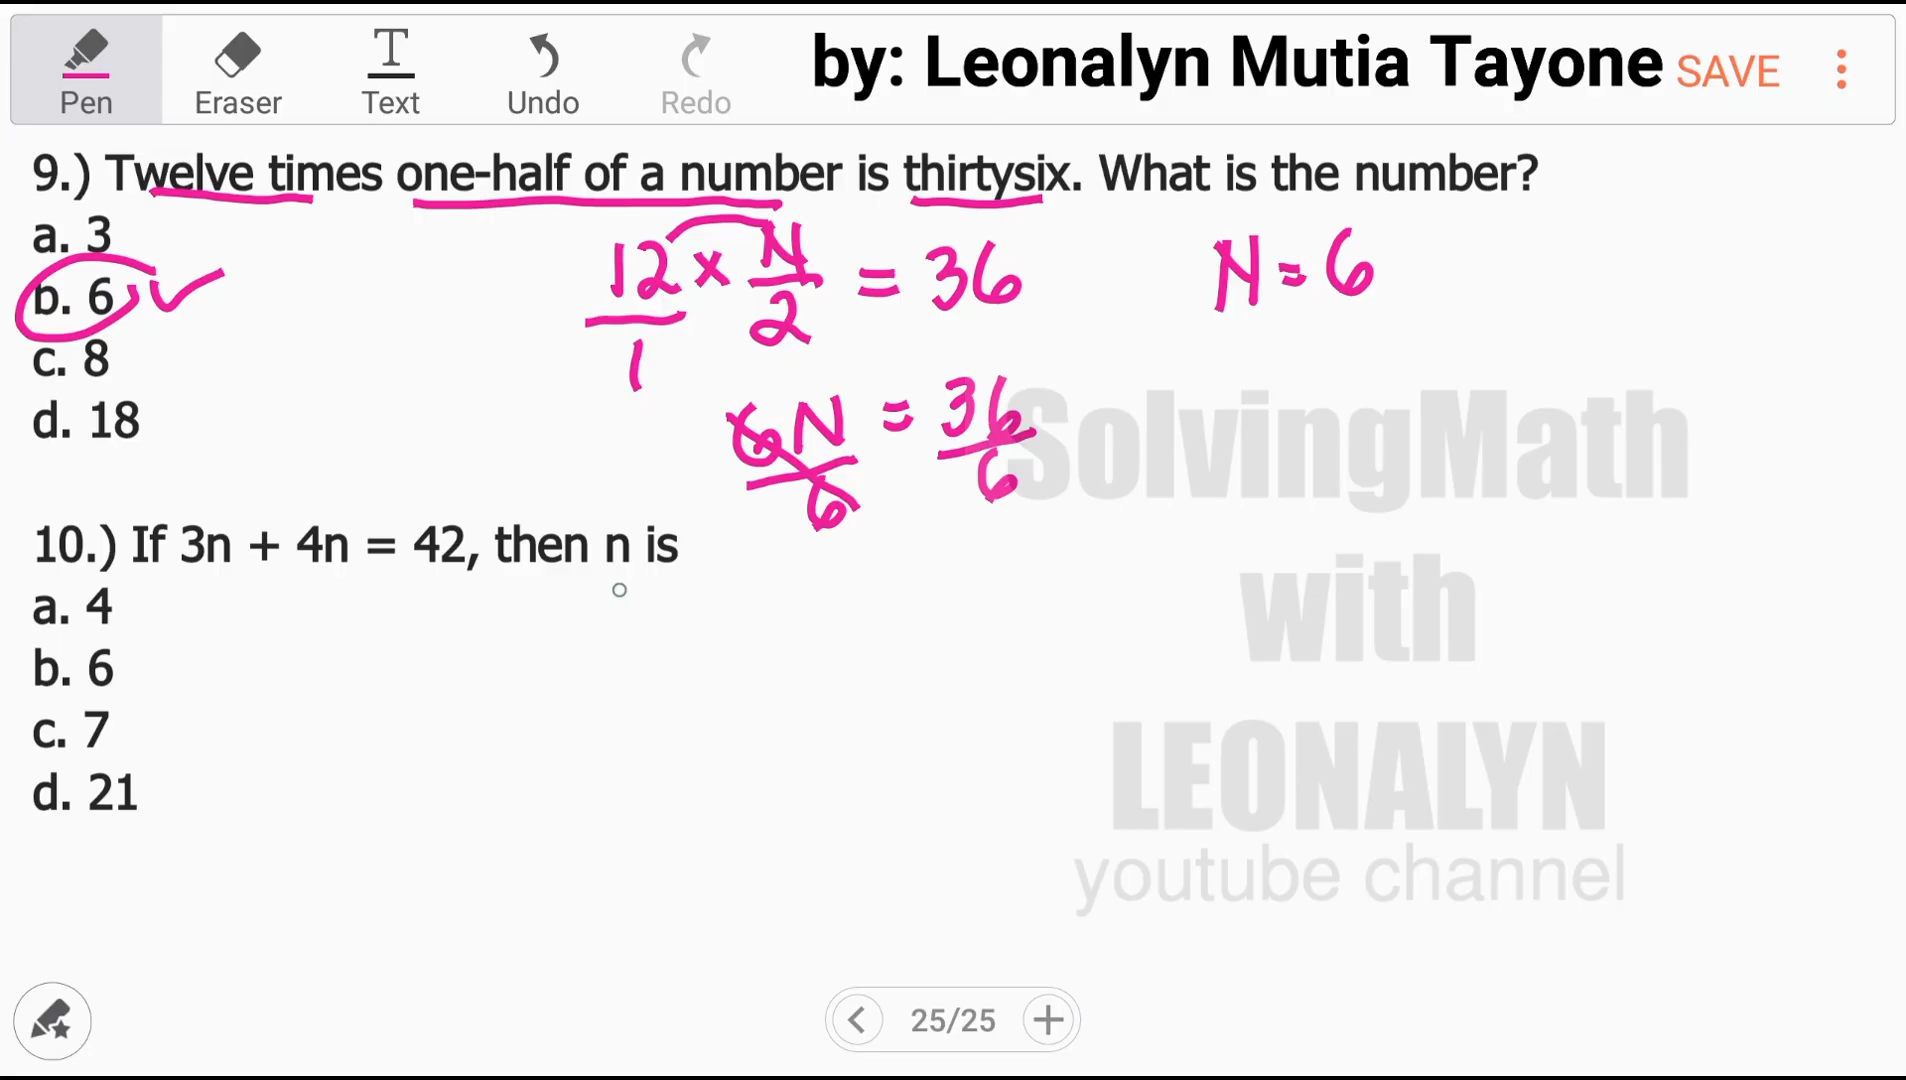 by: Leonalyn Mutia Tayone
SAVE
Pen
Eraser
Text
Undo
Redo
9.) Twelve times one-half of a number is thirtysix. What is the number?
a. 3
b. 6
c. 8
d. 18
12 × N/2 = 36
1
N = 6
6N/6 = 36/6
10.) If 3n + 4n = 42, then n is
a. 4
b. 6
c. 7
d. 21
SolvingMath
with
LEONALYN
youtube channel
25/25